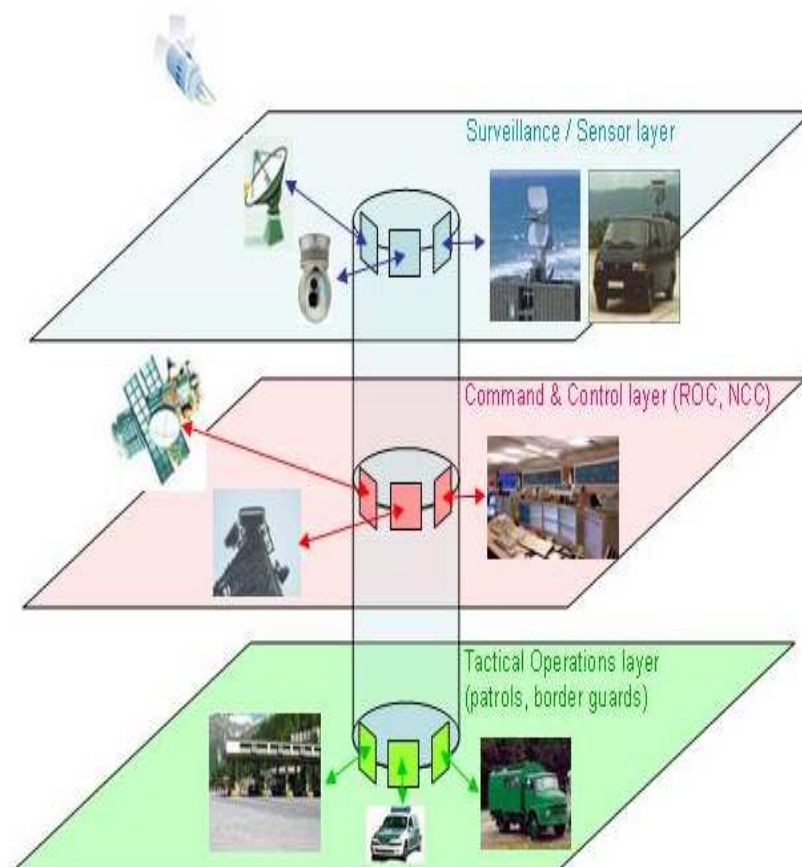 Surveillance / Sensor layer
Command & Control layer (ROC, NCC)
Tactical Operations layer
(patrols, border guards)